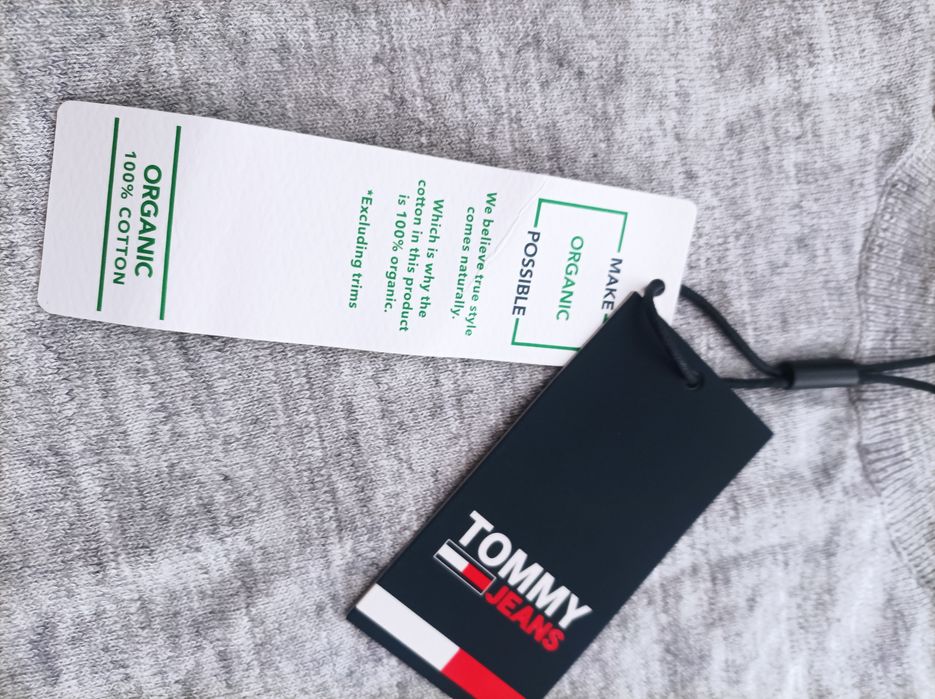 MAKE
ORGANIC
POSSIBLE
We believe true style
comes naturally.
Which is why the
cotton in this product
is 100% organic.
*Excluding trims
ORGANIC
100% COTTON
TOMMY
JEANS